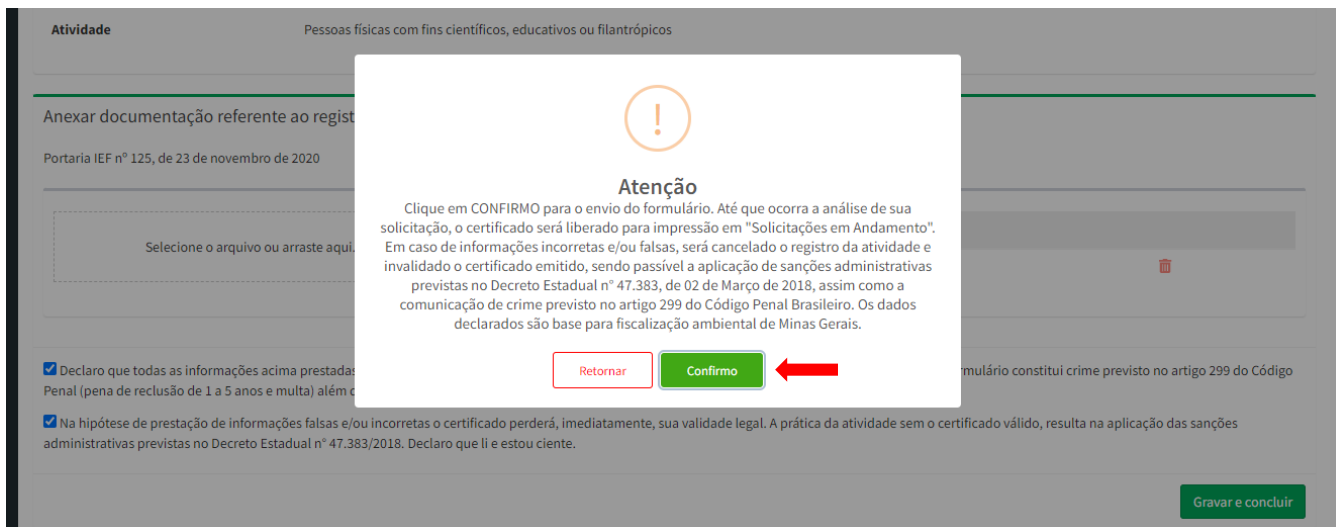 Atividade Pessoas físicas com fins científicos, educativos ou filantrópicos
Anexar documentação referente ao regist
Portaria IEF nº 125, de 23 de novembro de 2020
Selecione o arquivo ou arraste aqui.
!
Atenção
Clique em CONFIRMO para o envio do formulário. Até que ocorra a análise de sua
solicitação, o certificado será liberado para impressão em "Solicitações em Andamento".
Em caso de informações incorretas e/ou falsas, será cancelado o registro da atividade e
invalidado o certificado emitido, sendo passível a aplicação de sanções administrativas
previstas no Decreto Estadual n° 47.383, de 02 de Março de 2018, assim como a
comunicação de crime previsto no artigo 299 do Código Penal Brasileiro. Os dados
declarados são base para fiscalização ambiental de Minas Gerais.
Retornar Confirmo
Declaro que todas as informações acima prestadas rmulário constitui crime previsto no artigo 299 do Código
Penal (pena de reclusão de 1 a 5 anos e multa) além
Na hipótese de prestação de informações falsas e/ou incorretas o certificado perderá, imediatamente, sua validade legal. A prática da atividade sem o certificado válido, resulta na aplicação das sanções
administrativas previstas no Decreto Estadual n° 47.383/2018. Declaro que li e estou ciente.
Gravar e concluir